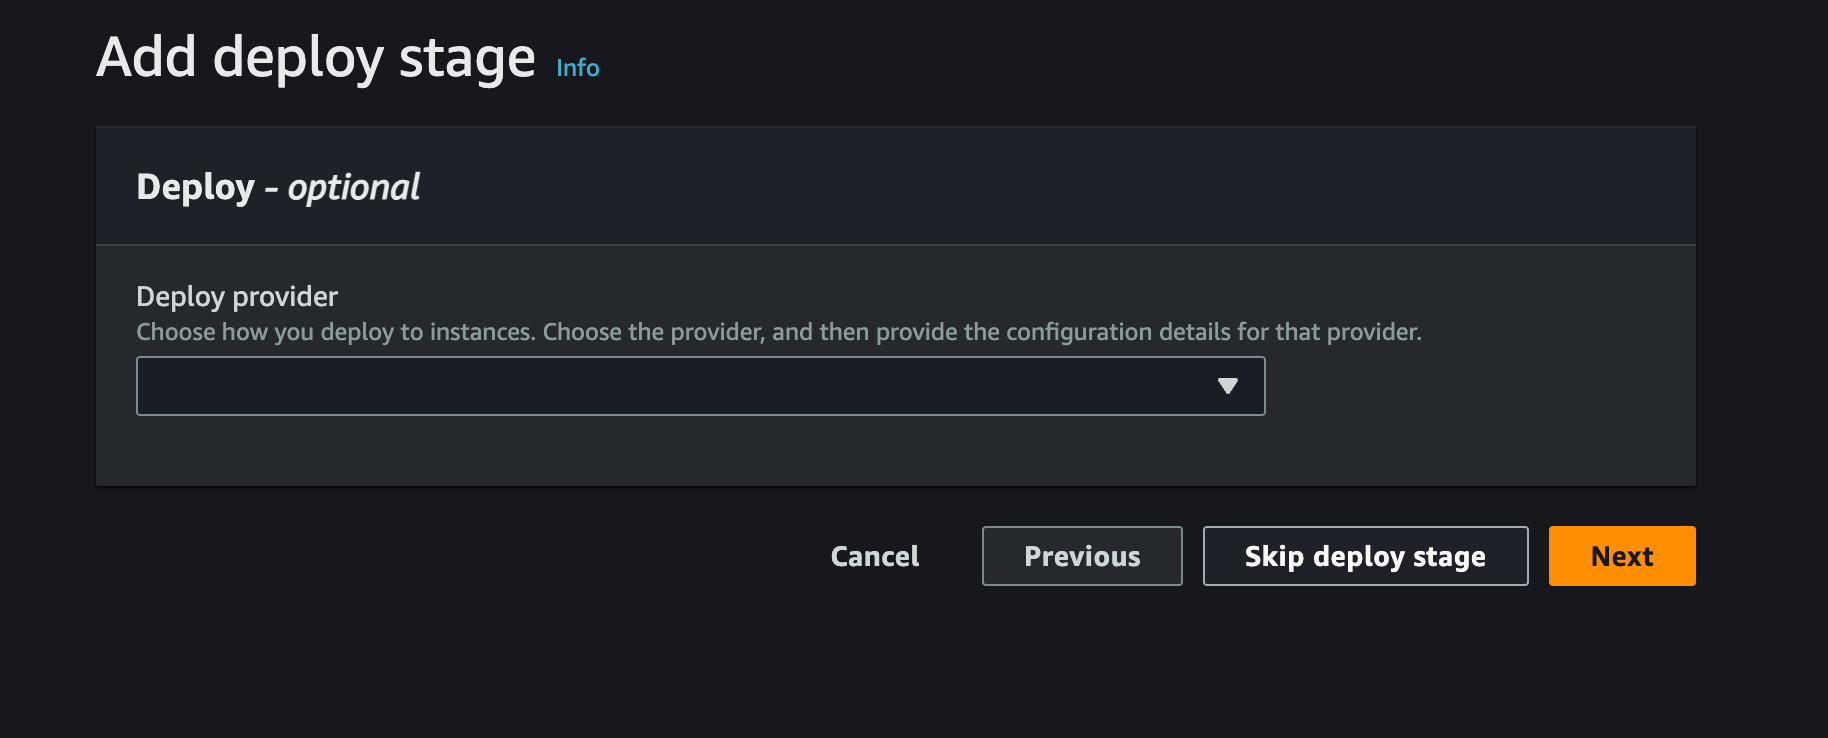 Add deploy stage Info
Deploy - optional
Deploy provider
Choose how you deploy to instances. Choose the provider, and then provide the configuration details for that provider.
Cancel Previous Skip deploy stage Next